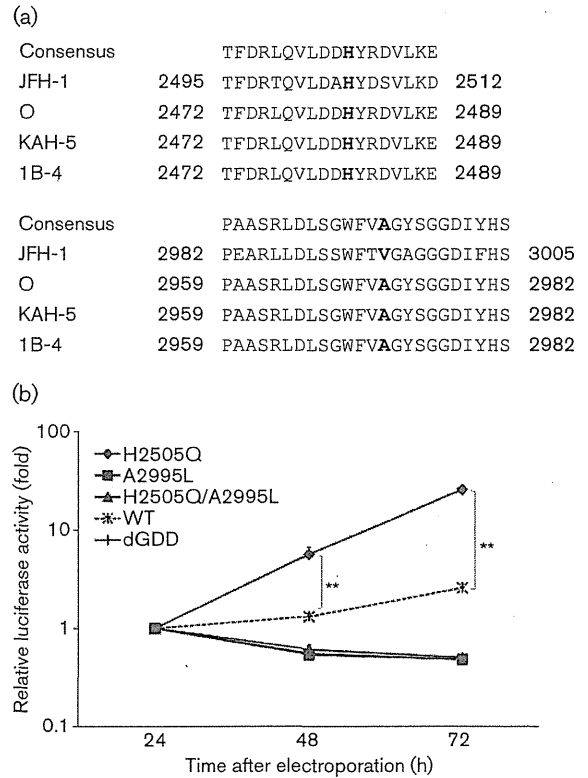 (a)
Consensus TFDRLQVLDDHYRDVLKE
JFH-1 2495 TFDRTQVLDAHYDSVLKD 2512
O 2472 TFDRLQVLDDHYRDVLKE 2489
KAH-5 2472 TFDRLQVLDDHYRDVLKE 2489
1B-4 2472 TFDRLQVLDDHYRDVLKE 2489
Consensus PAASRLDLSGWFVAGYSGGDIYHS
JFH-1 2982 PEARLLDLSSWFTVGAGGGDIFHS 3005
O 2959 PAASRLDLSGWFVAGYSGGDIYHS 2982
KAH-5 2959 PAASRLDLSGWFVAGYSGGDIYHS 2982
1B-4 2959 PAASRLDLSGWFVAGYSGGDIYHS 2982
(b)
Relative luciferase activity (fold)
100
10
1
0.1
H2505Q
A2995L
H2505Q/A2995L
WT
dGDD
**
**
24 48 72
Time after electroporation (h)